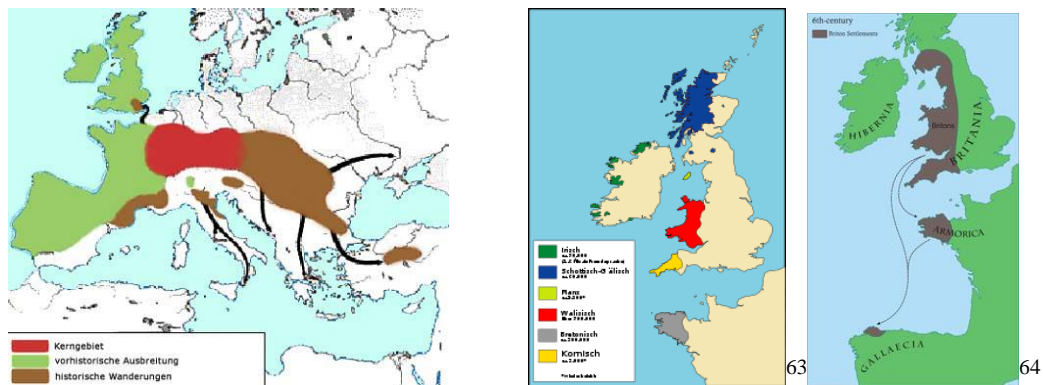 Kerngebiet
vorhistorische Ausbreitung
historische Wanderungen
Irisch
Schottisch-Gälisch
Manx
Walisisch
Bretonisch
Kornisch
63
6th-century
Briton Settlements
HIBERNIA
Britons
BRITANIA
ARMORICA
GALLAECIA
64